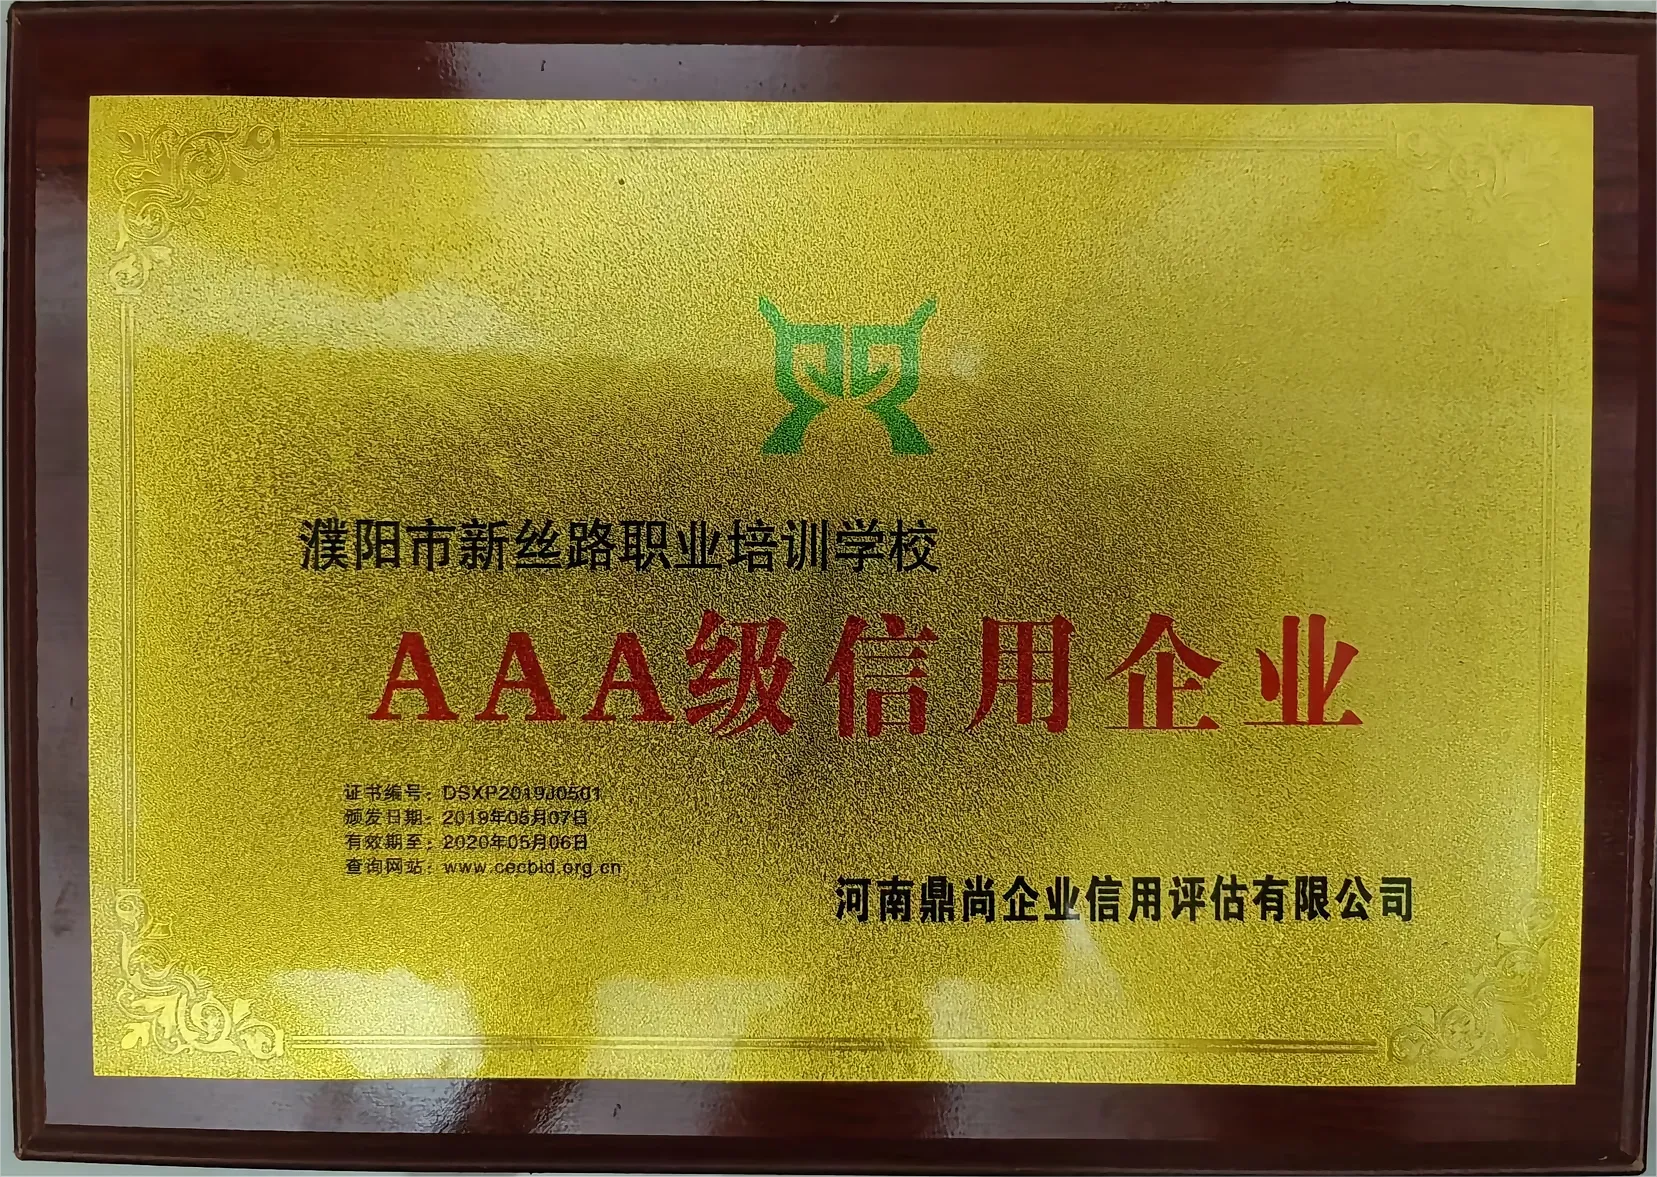 濮阳市新丝路职业培训学校
AAA级信用企业
证书编号：DSXP2019J0501
颁发日期：2019年05月07日
有效期至：2020年05月06日
查询网站：www.cecbid.org.cn
河南鼎尚企业信用评估有限公司